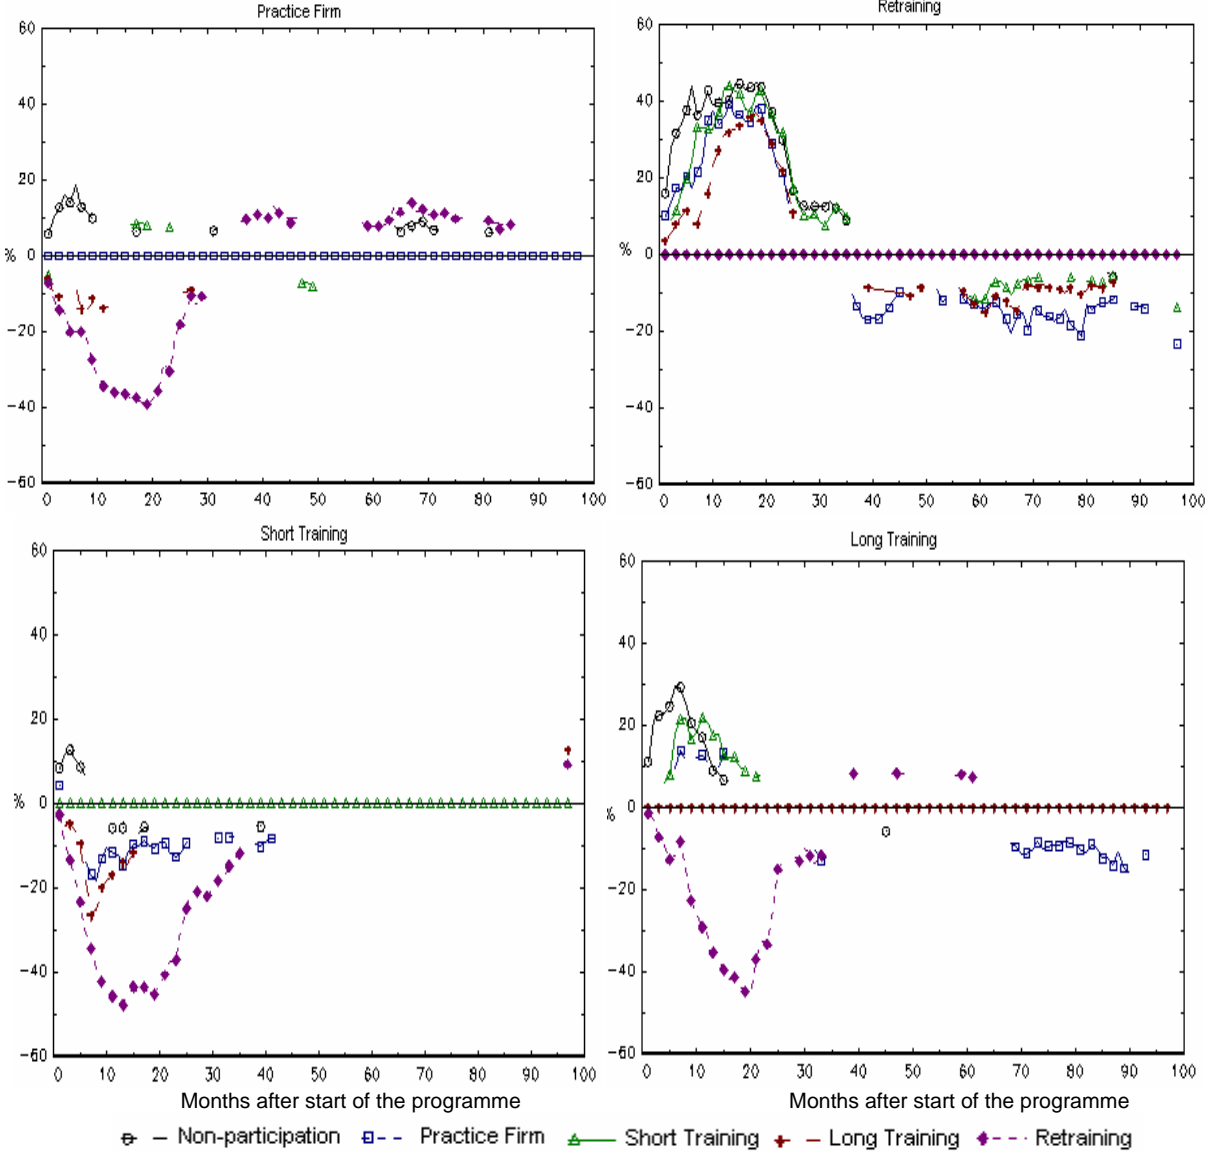 Practice Firm
60
40
20
% 0
-20
-40
-60
0 10 20 30 40 50 60 70 80 90 100
Retraining
60
40
20
% 0
-20
-40
-60
0 10 20 30 40 50 60 70 80 90 100
Short Training
60
40
20
% 0
-20
-40
-60
0 10 20 30 40 50 60 70 80 90 100
Months after start of the programme
Long Training
60
40
20
% 0
-20
-40
-60
0 10 20 30 40 50 60 70 80 90 100
Months after start of the programme
Non-participation Practice Firm Short Training Long Training Retraining